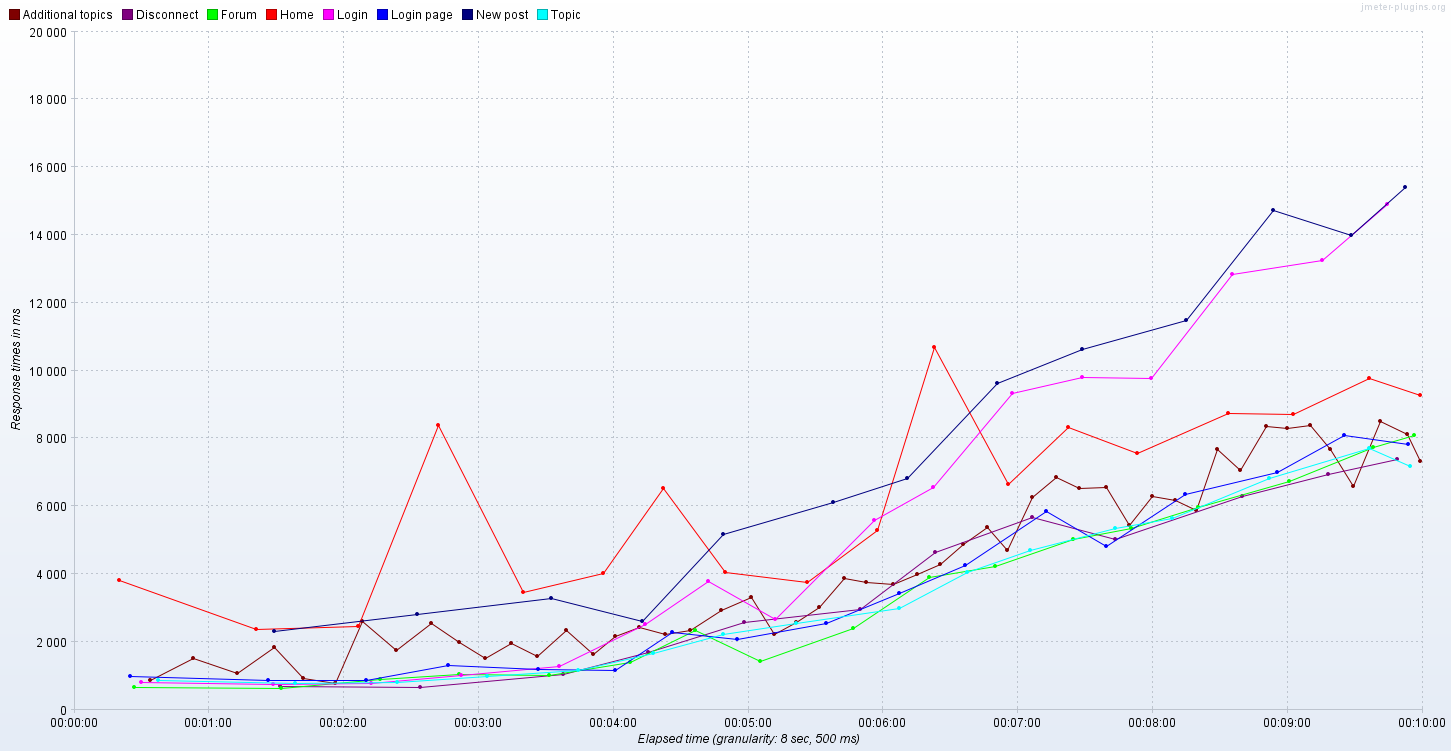 jmeter-plugins.org
Additional topics Disconnect Forum Home Login Login page New post Topic
20 000
18 000
16 000
14 000
12 000
10 000
8 000
6 000
4 000
2 000
0
Response times in ms
00:00:00 00:01:00 00:02:00 00:03:00 00:04:00 00:05:00 00:06:00 00:07:00 00:08:00 00:09:00 00:10:00
Elapsed time (granularity: 8 sec, 500 ms)